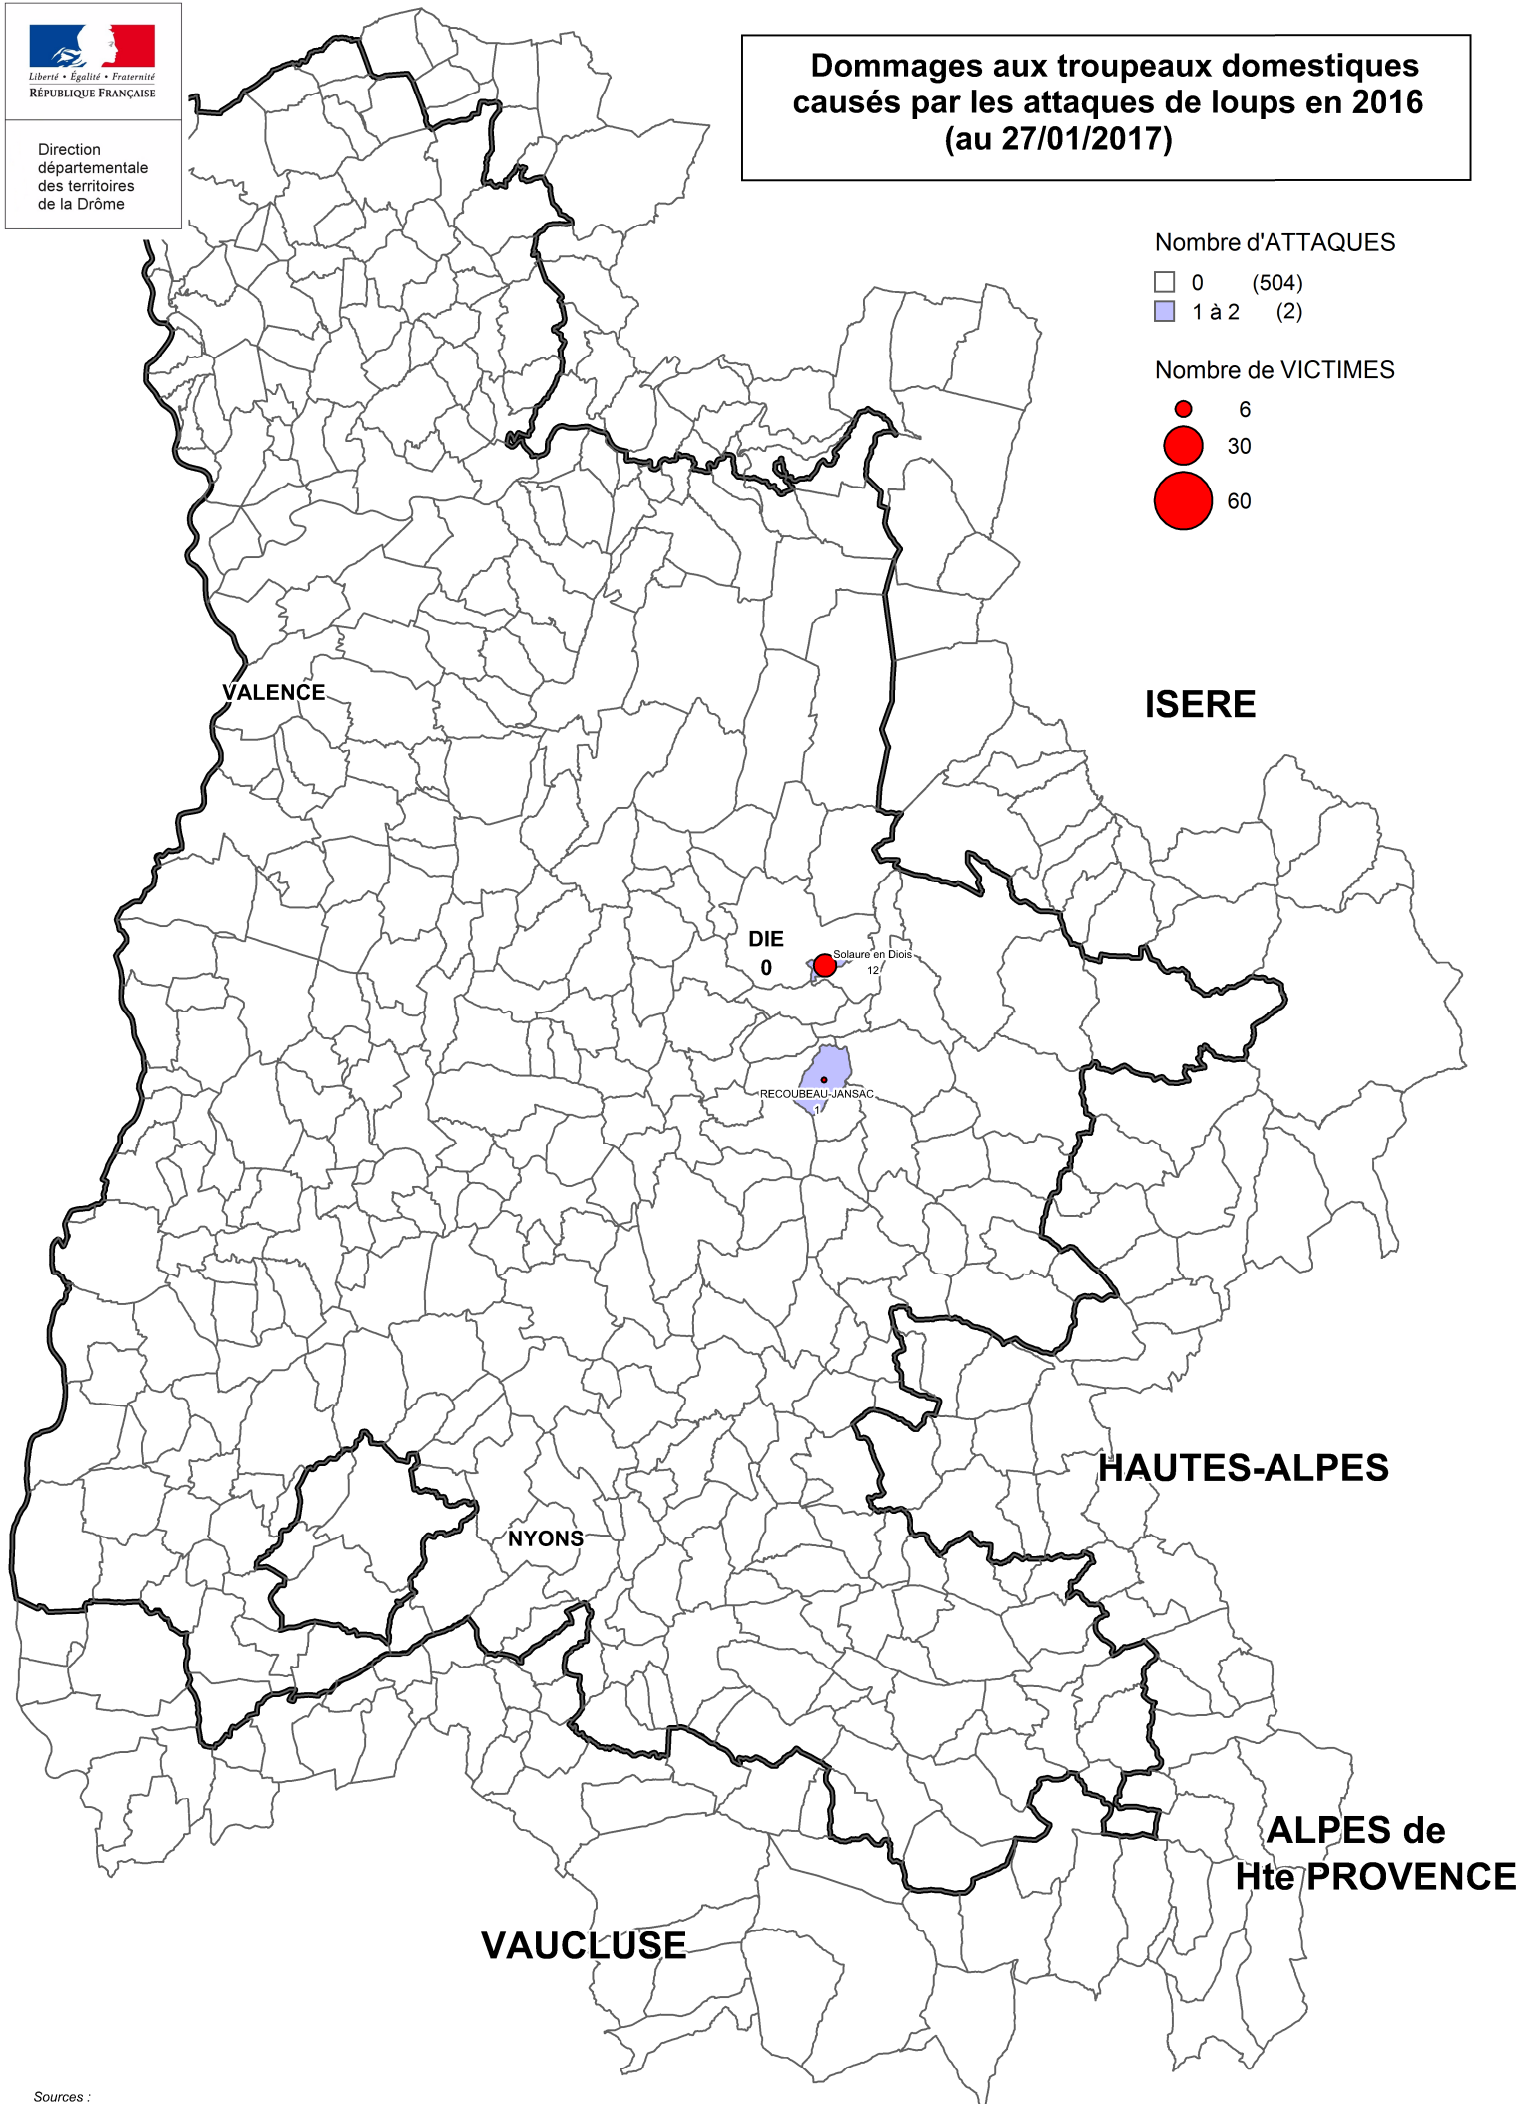 Liberté • Égalité • Fraternité
RÉPUBLIQUE FRANÇAISE
Direction
départementale
des territoires
de la Drôme
Dommages aux troupeaux domestiques
causés par les attaques de loups en 2016
(au 27/01/2017)
Nombre d'ATTAQUES
0 (504)
1 à 2 (2)
Nombre de VICTIMES
6
30
60
VALENCE
ISERE
DIE
0
Solaure en Diois
12
RECOUBEAU-JANSAC
1
HAUTES-ALPES
NYONS
ALPES de
Hte PROVENCE
VAUCLUSE
Sources :